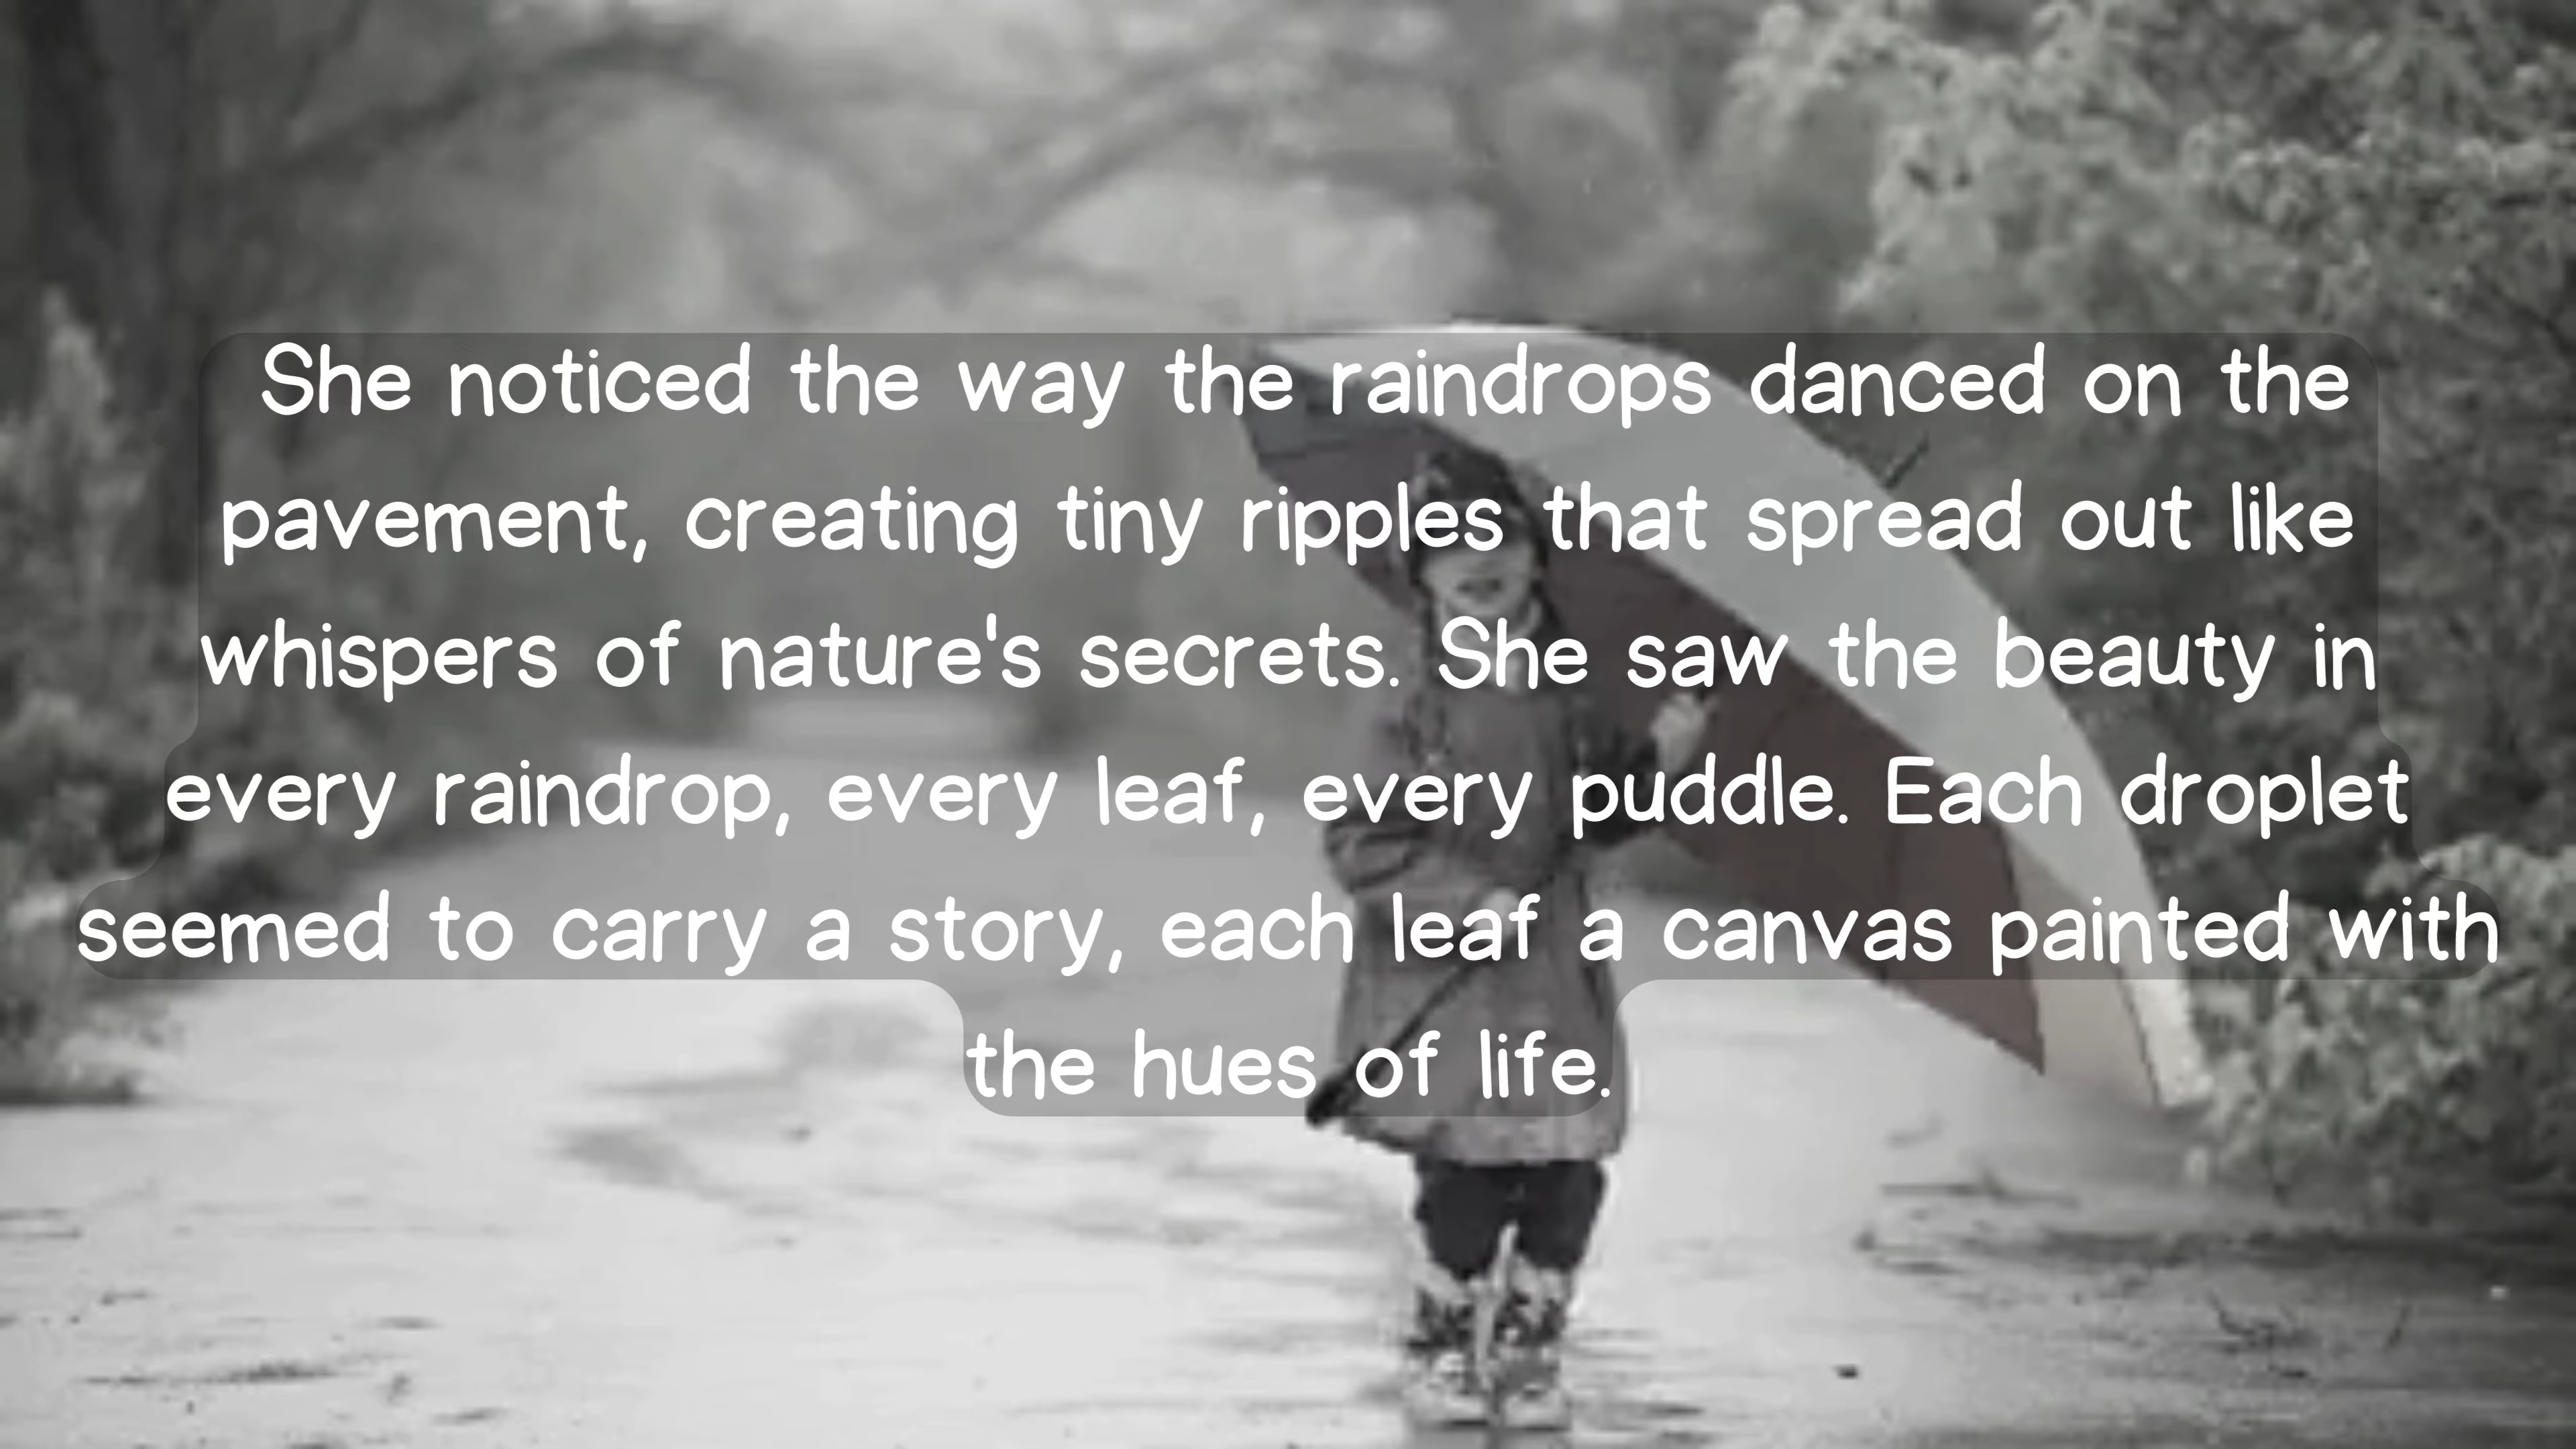 She noticed the way the raindrops danced on the
pavement, creating tiny ripples that spread out like
whispers of nature's secrets. She saw the beauty in
every raindrop, every leaf, every puddle. Each droplet
seemed to carry a story, each leaf a canvas painted with
the hues of life.